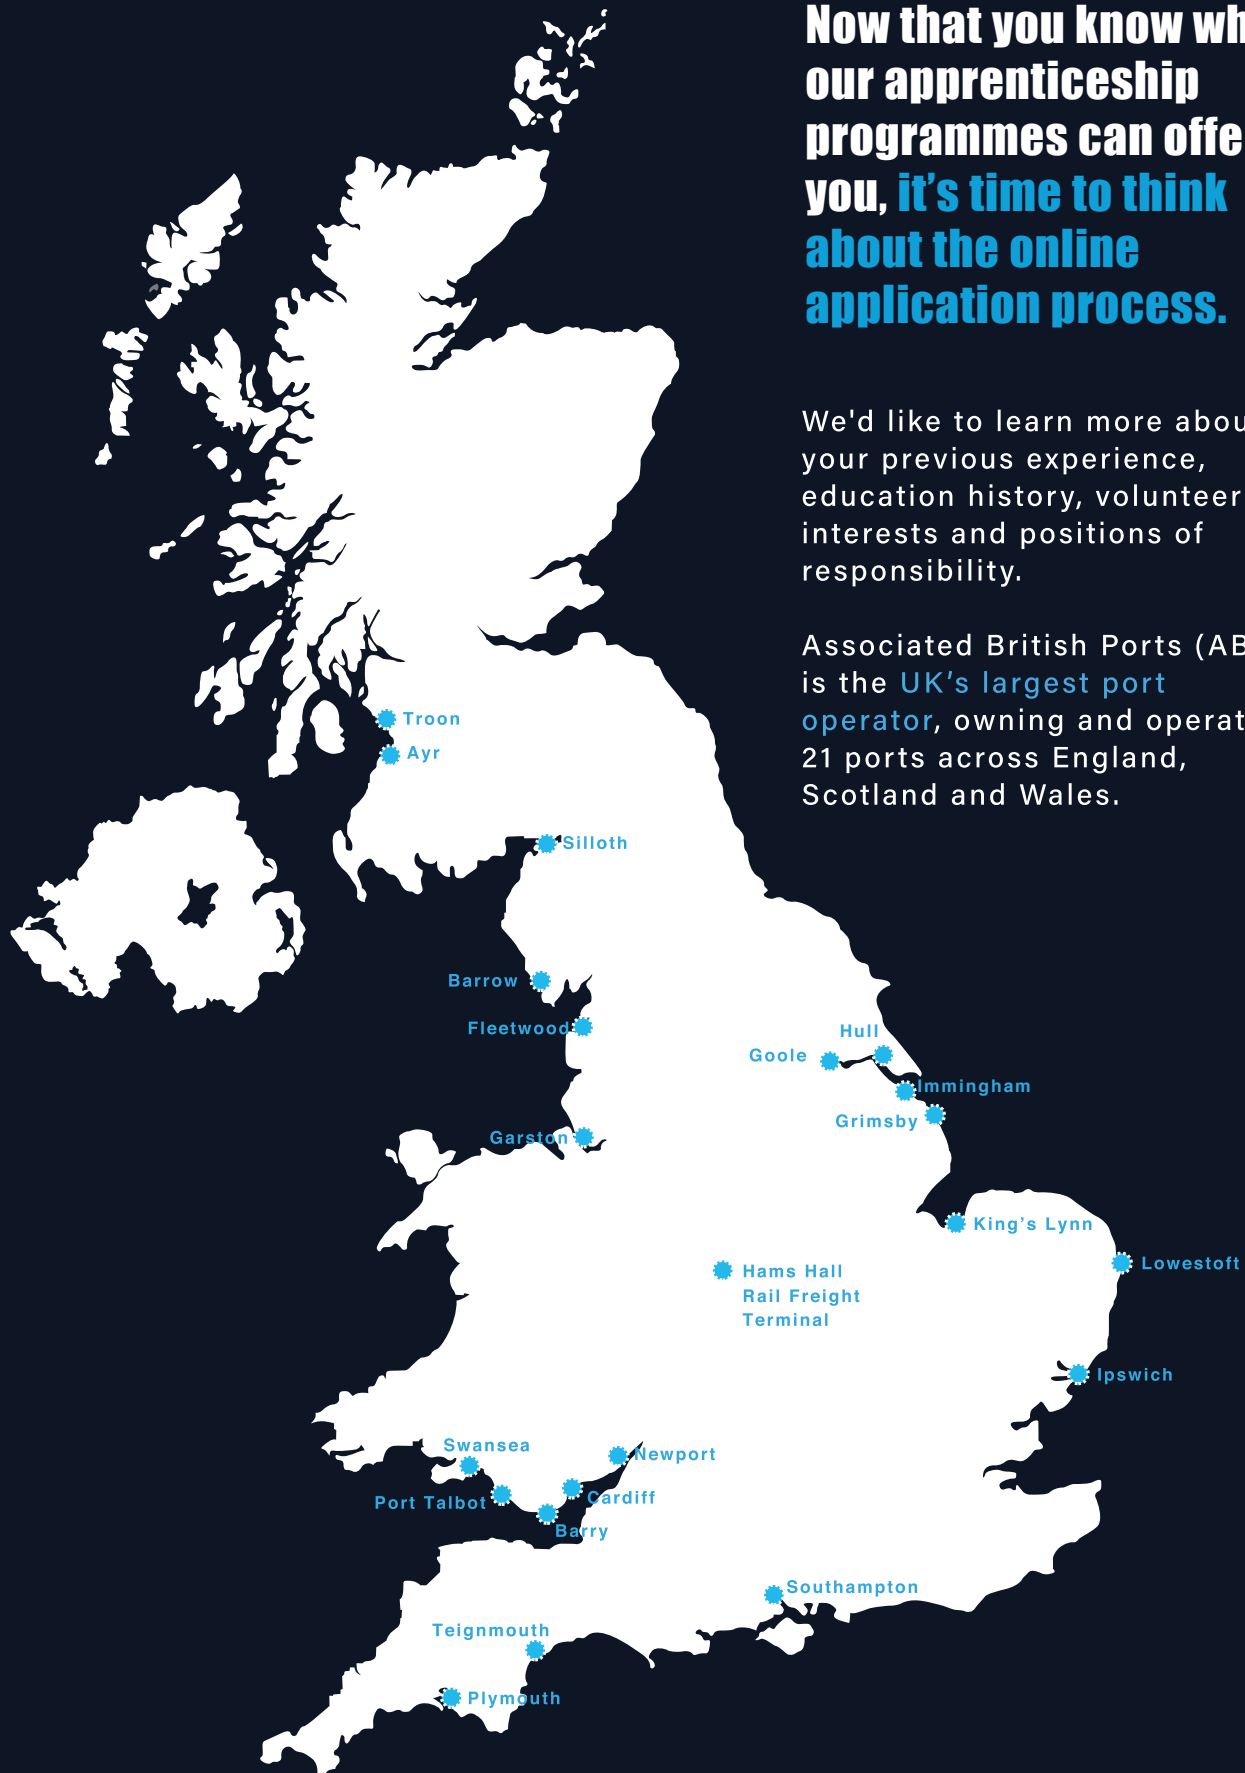 Now that you know wh
our apprenticeship
programmes can offe
you, it's time to think
about the online
application process.
We'd like to learn more abou
your previous experience,
education history, volunteer
interests and positions of
responsibility.
Associated British Ports (AB
is the UK's largest port
operator, owning and operat
21 ports across England,
Scotland and Wales.
Troon
Ayr
Silloth
Barrow
Fleetwood
Hull
Goole
Immingham
Grimsby
Garston
King's Lynn
Lowestoft
Hams Hall
Rail Freight
Terminal
Ipswich
Swansea
Newport
Port Talbot
Cardiff
Barry
Southampton
Teignmouth
Plymouth